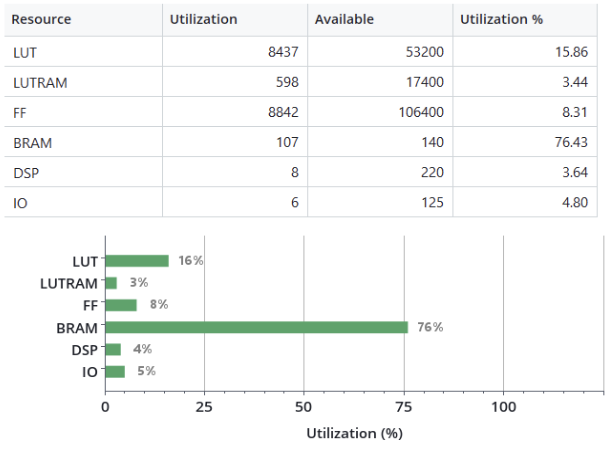 Resource Utilization Available Utilization %
LUT 8437 53200 15.86
LUTRAM 598 17400 3.44
FF 8842 106400 8.31
BRAM 107 140 76.43
DSP 8 220 3.64
IO 6 125 4.80
LUT 16%
LUTRAM 3%
FF 8%
BRAM 76%
DSP 4%
IO 5%
0 25 50 75 100
Utilization (%)